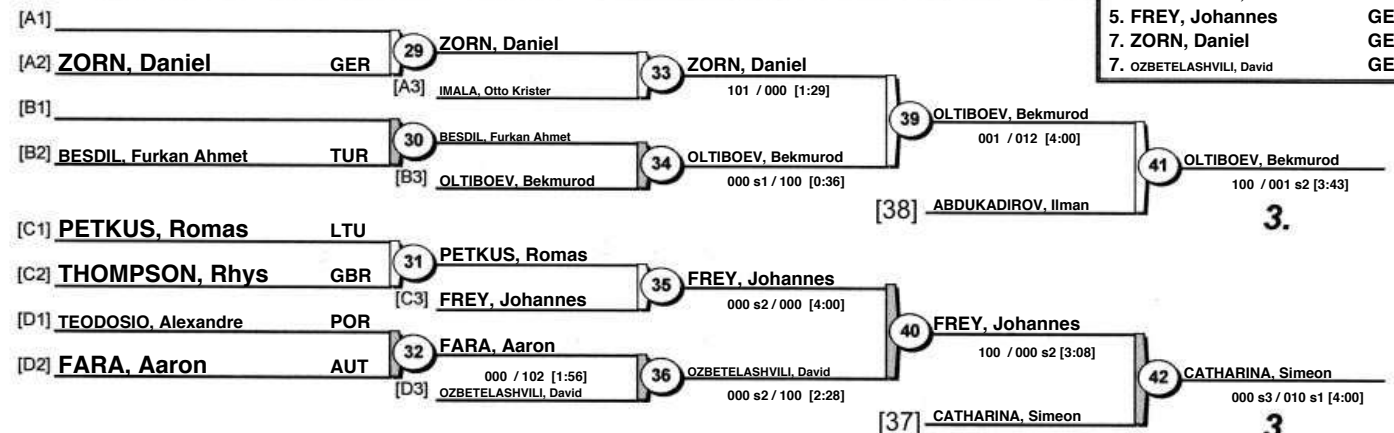 5. FREY, Johannes GE
7. ZORN, Daniel GE
7. OZBETELASHVILI, David GE
[A1]
[A2] ZORN, Daniel GER
29
ZORN, Daniel
[A3] IMALA, Otto Krister
33
ZORN, Daniel
101 / 000 [1:29]
[B1]
[B2] BESDIL, Furkan Ahmet TUR
30
BESDIL, Furkan Ahmet
[B3] OLTIBOEV, Bekmurod
34
OLTIBOEV, Bekmurod
000 s1 / 100 [0:36]
39
OLTIBOEV, Bekmurod
001 / 012 [4:00]
[38] ABDUKADIROV, Ilman
41
OLTIBOEV, Bekmurod
100 / 001 s2 [3:43]
3.
[C1] PETKUS, Romas LTU
[C2] THOMPSON, Rhys GBR
31
PETKUS, Romas
[C3] FREY, Johannes
35
FREY, Johannes
000 s2 / 000 [4:00]
[D1] TEODOSIO, Alexandre POR
[D2] FARA, Aaron AUT
32
FARA, Aaron
000 / 102 [1:56]
[D3] OZBETELASHVILI, David
36
OZBETELASHVILI, David
000 s2 / 100 [2:28]
40
FREY, Johannes
100 / 000 s2 [3:08]
[37] CATHARINA, Simeon
42
CATHARINA, Simeon
000 s3 / 010 s1 [4:00]
3